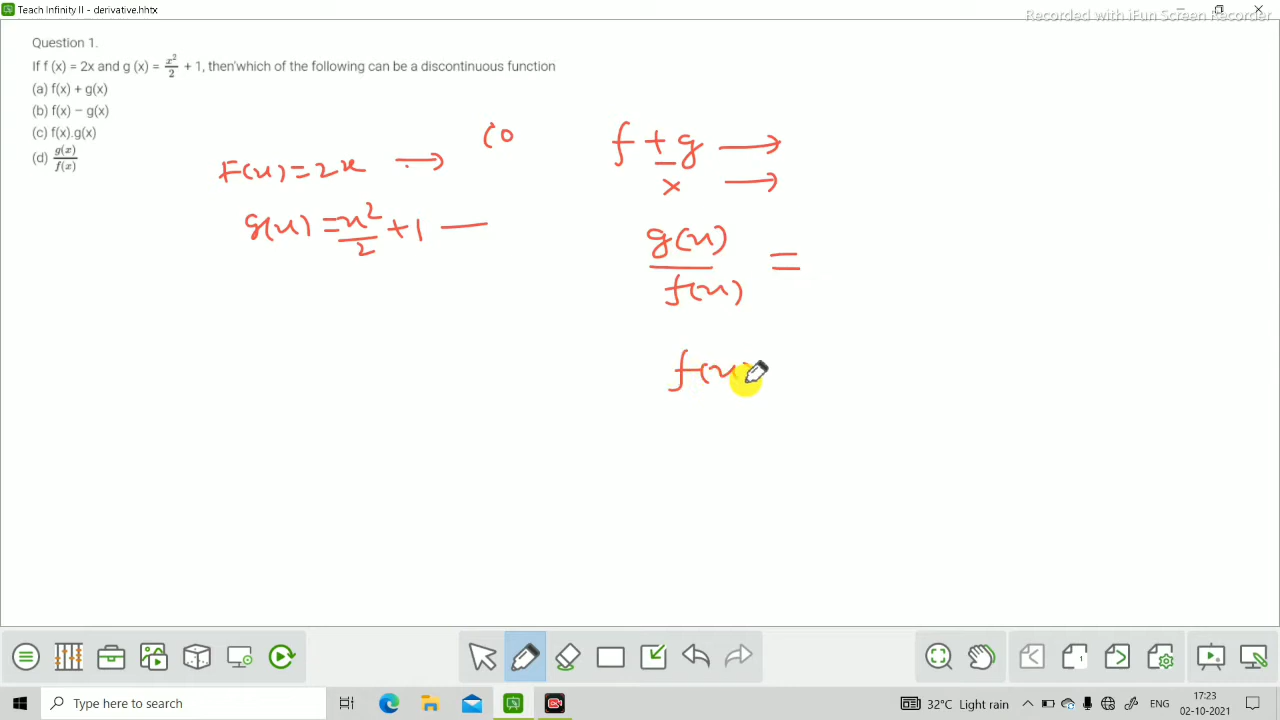 Teach Infinity II - derivative.hhtx
Recorded with iFun Screen Recorder
Question 1.
If f (x) = 2x and g (x) = x²/2 + 1, then'which of the following can be a discontinuous function
(a) f(x) + g(x)
(b) f(x) − g(x)
(c) f(x).g(x)
(d) g(x)/f(x)
F(x) = 2x → (0
g(x) = x²/2 + 1 —
f + g →
x →
g(x)/f(x) =
f(x)
Type here to search
32°C Light rain
ENG
17:23
02-10-2021